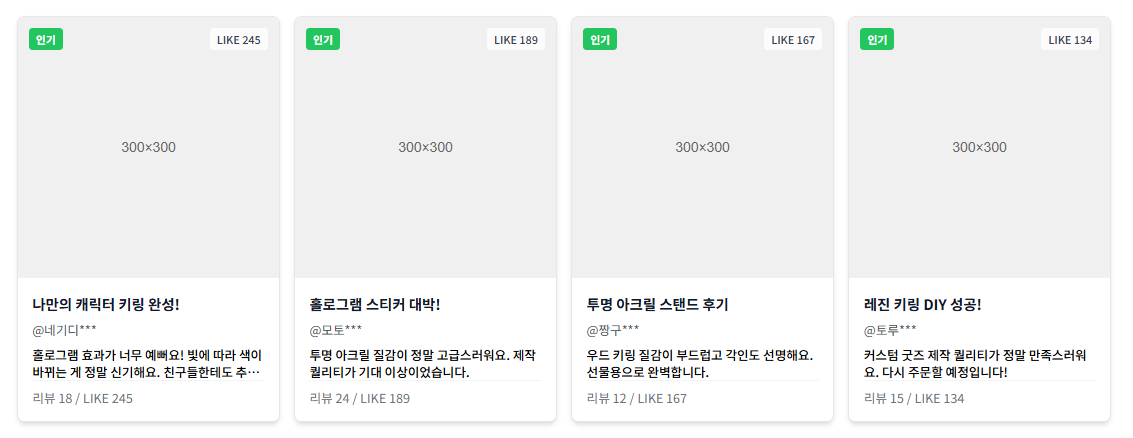 인기
LIKE 245
300×300
나만의 캐릭터 키링 완성!
@네기디***
홀로그램 효과가 너무 예뻐요! 빛에 따라 색이
바뀌는 게 정말 신기해요. 친구들한테도 추…
리뷰 18 / LIKE 245
인기
LIKE 189
300×300
홀로그램 스티커 대박!
@모토***
투명 아크릴 질감이 정말 고급스러워요. 제작
퀄리티가 기대 이상이었습니다.
리뷰 24 / LIKE 189
인기
LIKE 167
300×300
투명 아크릴 스탠드 후기
@찡구***
우드 키링 질감이 부드럽고 각인도 선명해요.
선물용으로 완벽합니다.
리뷰 12 / LIKE 167
인기
LIKE 134
300×300
레진 키링 DIY 성공!
@토루***
커스텀 굿즈 제작 퀄리티가 정말 만족스러워
요. 다시 주문할 예정입니다!
리뷰 15 / LIKE 134